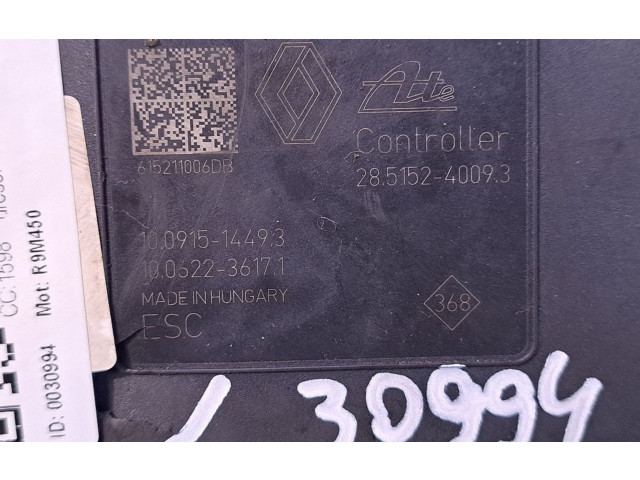 Ate
Controller
615211006DB
28.5152-4009.3
10.0915-1449.3
10.0622-3617.1
MADE IN HUNGARY
368
ESC
30994
CC: 1598
Mot: R9M450
ID: 0030994